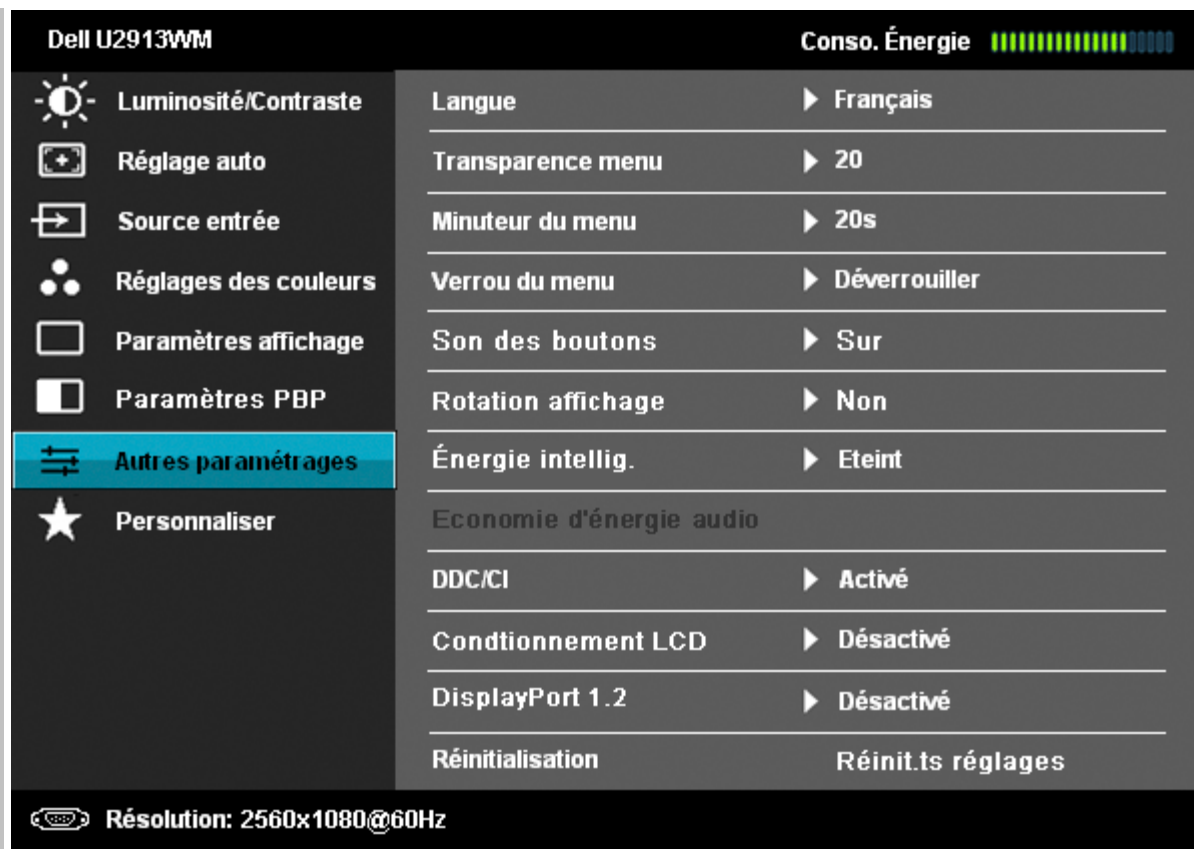 Dell U2913WM Conso. Énergie
Luminosité/Contraste Langue Français
Réglage auto Transparence menu 20
Source entrée Minuteur du menu 20s
Réglages des couleurs Verrou du menu Déverrouiller
Paramètres affichage Son des boutons Sur
Paramètres PBP Rotation affichage Non
Autres paramétrages Énergie intellig. Eteint
Personnaliser Economie d'énergie audio
DDC/CI Activé
Condtionnement LCD Désactivé
DisplayPort 1.2 Désactivé
Réinitialisation Réinit.ts réglages
Résolution: 2560x1080@60Hz